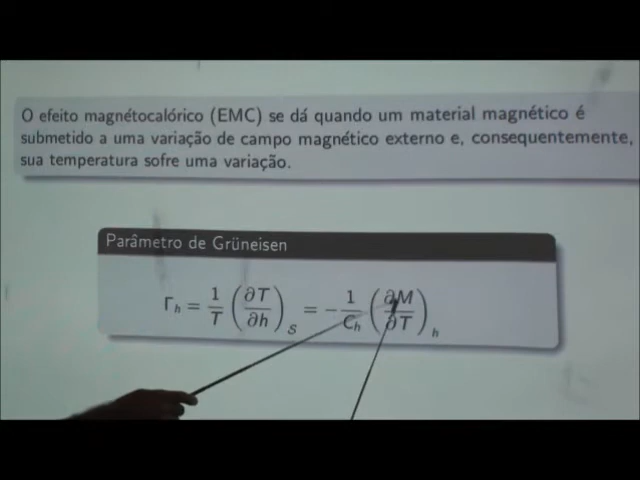 O efeito magnétocalórico (EMC) se dá quando um material magnético é
submetido a uma variação de campo magnético externo e, consequentemente,
sua temperatura sofre uma variação.
Parâmetro de Grüneisen
Γ_h = 1/T (∂T/∂h)_S = − 1/C_h (∂M/∂T)_h